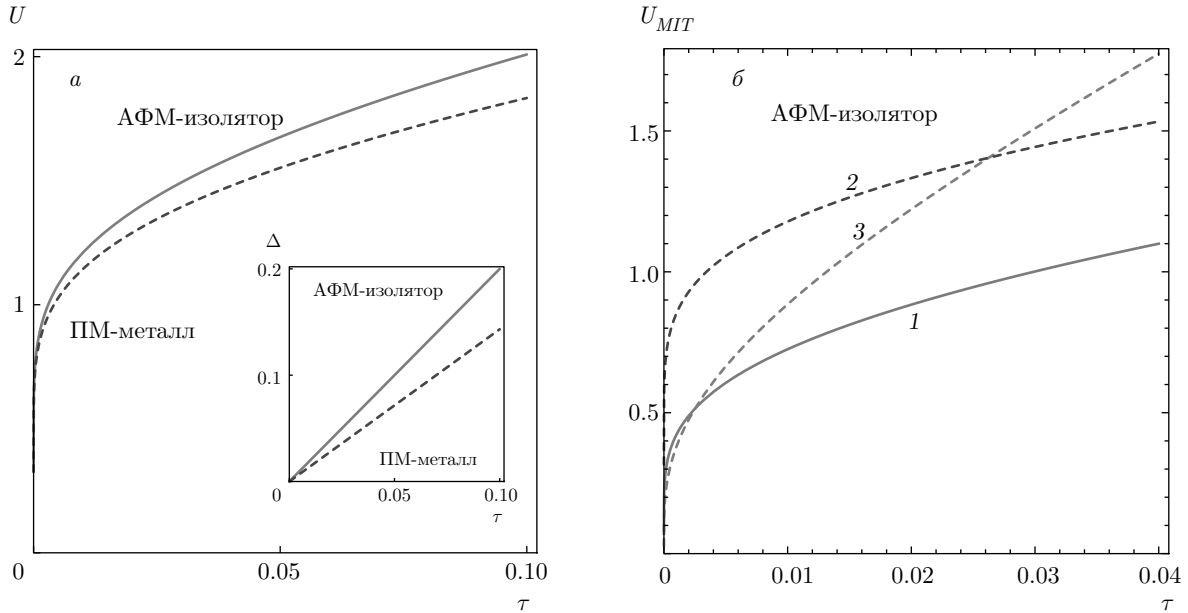 U
2
а
АФМ-изолятор
1
ПМ-металл
Δ
0.2
АФМ-изолятор
0.1
ПМ-металл
0
0.05
0.10
τ
0
0.05
0.10
τ
U_MIT
б
АФМ-изолятор
1.5
2
3
1.0
1
0.5
0
0.01
0.02
0.03
0.04
τ